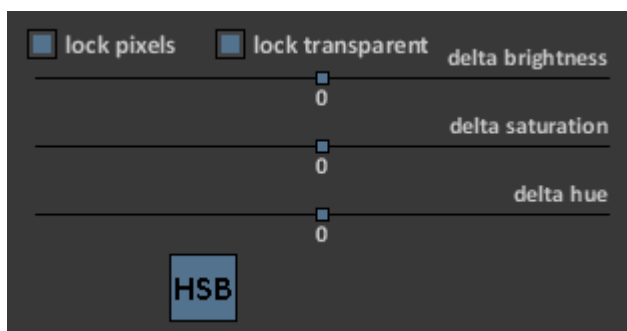 lock pixels
lock transparent
delta brightness
0
delta saturation
0
delta hue
0
HSB